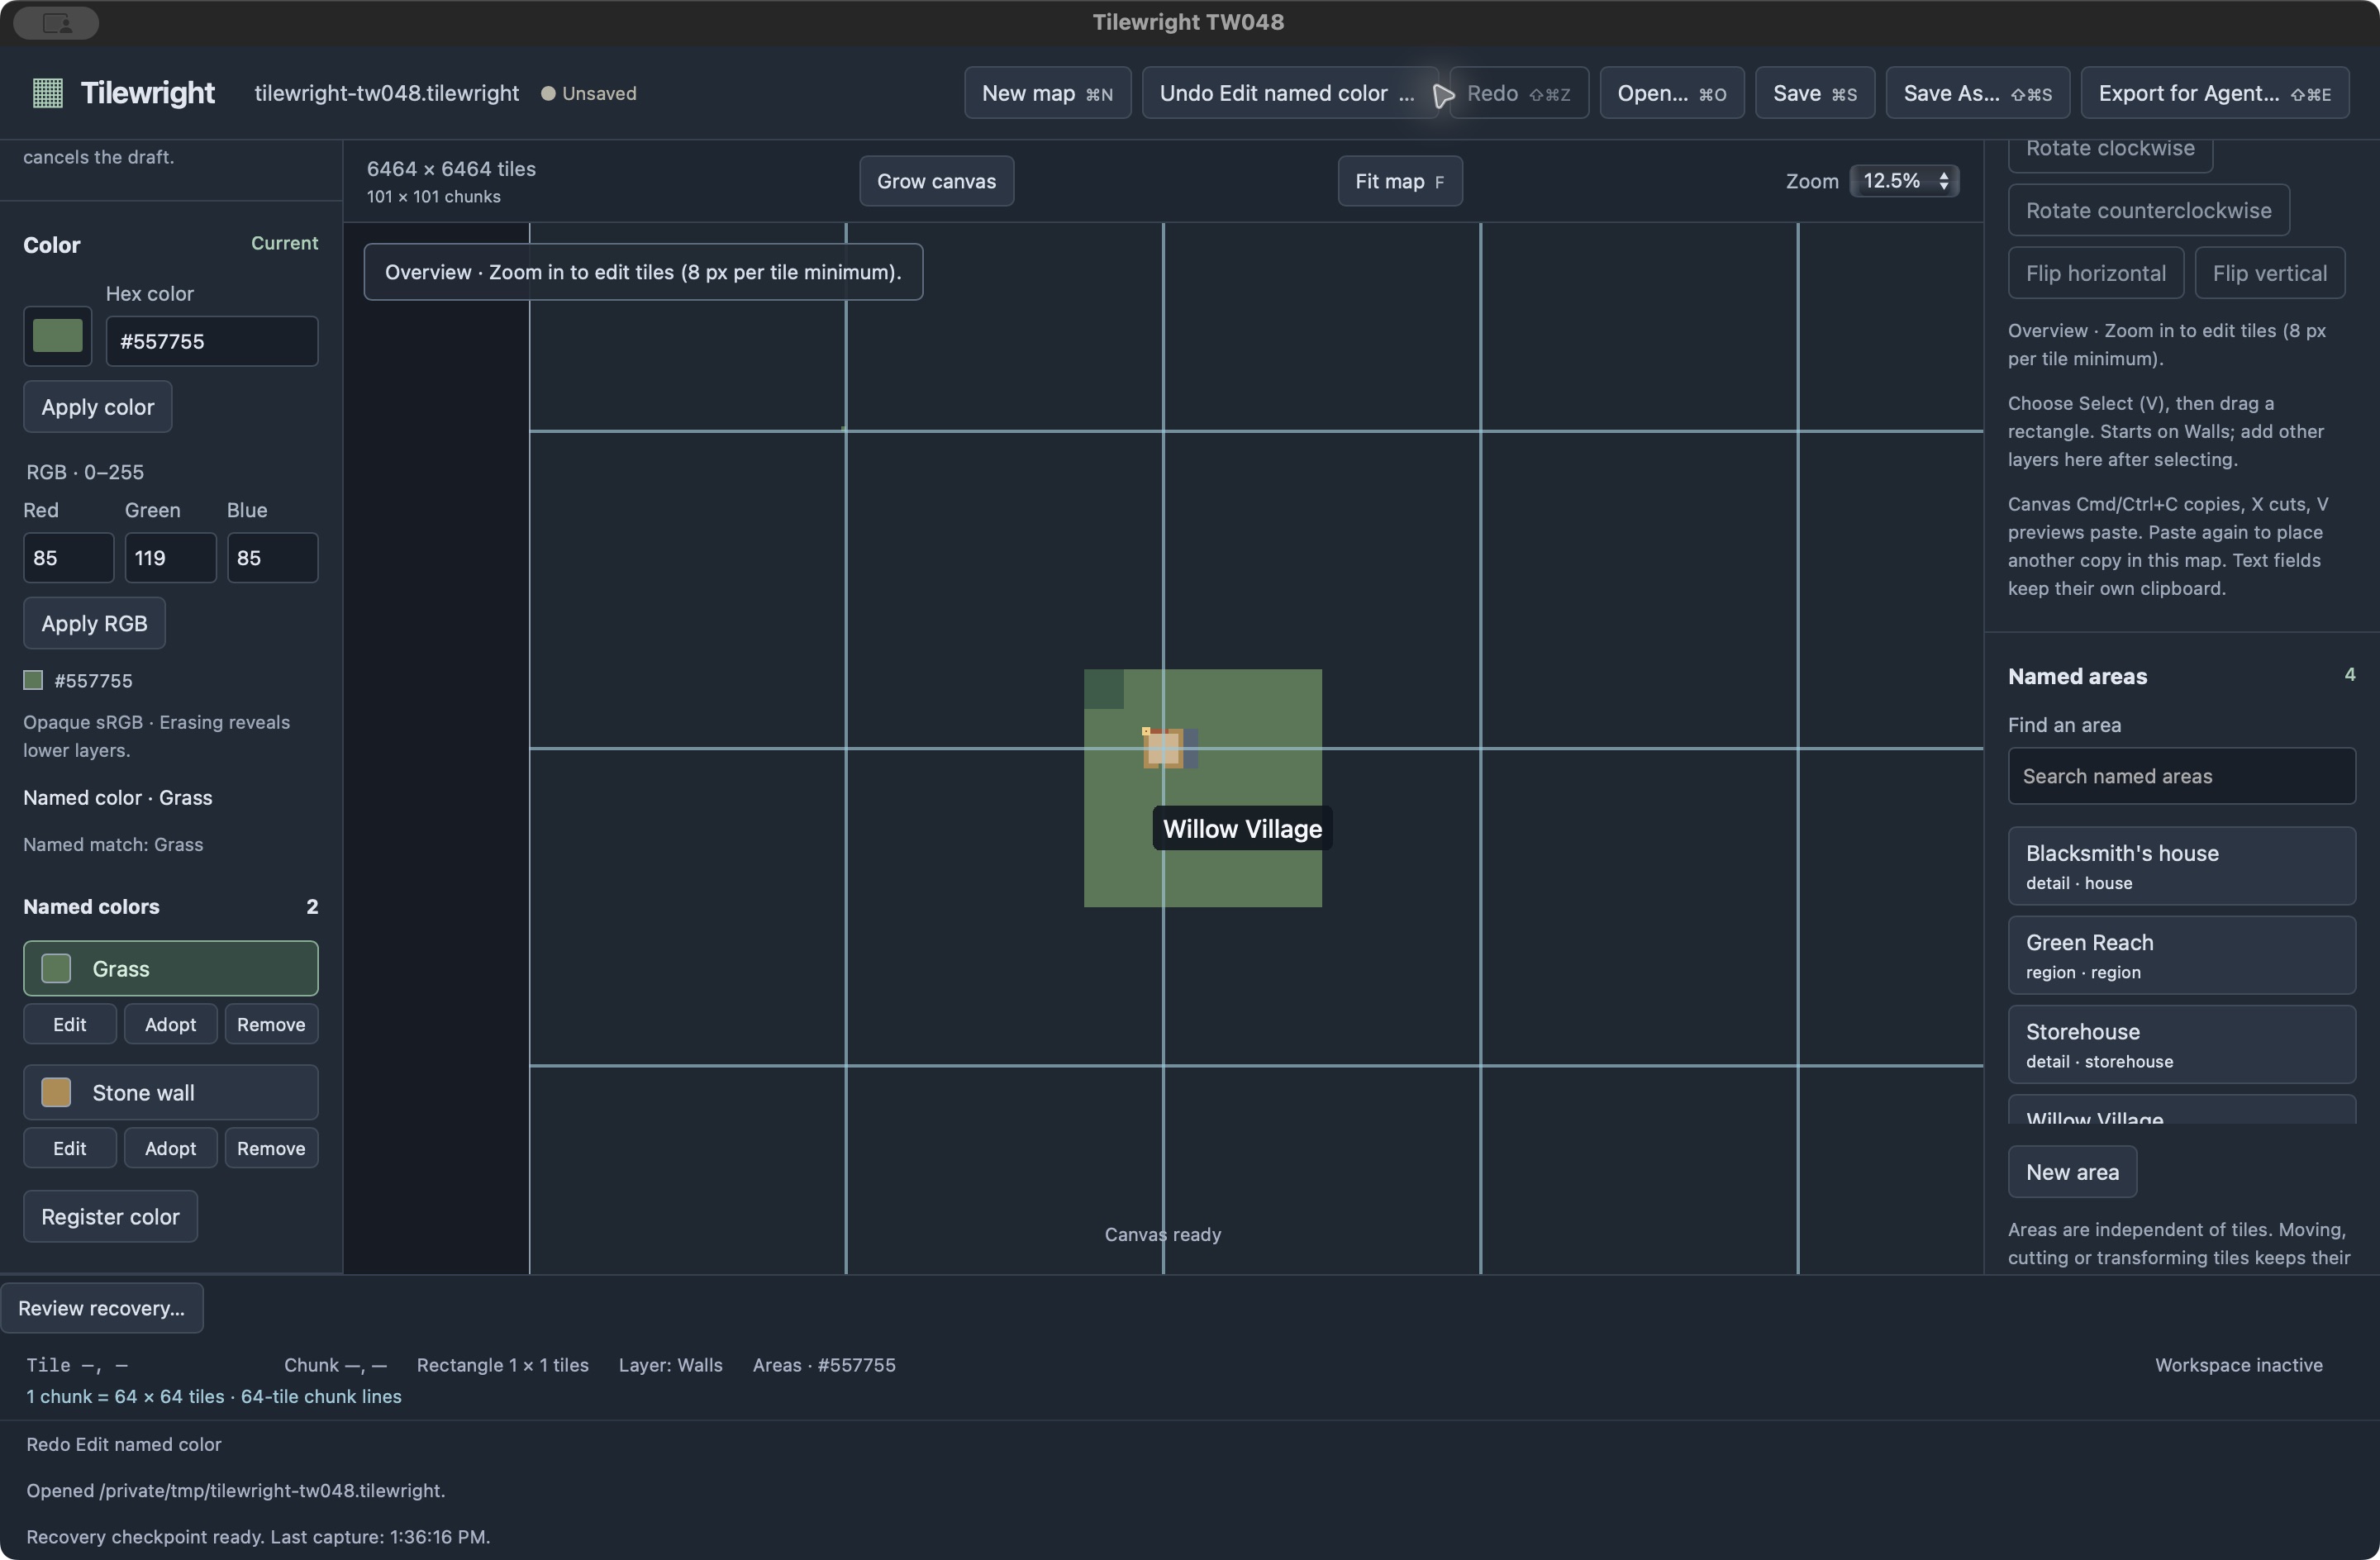 Tilewright TW048
Tilewright
tilewright-tw048.tilewright
Unsaved
New map ⌘N
Undo Edit named color ...
Redo ⇧⌘Z
Open... ⌘O
Save ⌘S
Save As... ⇧⌘S
Export for Agent... ⇧⌘E
cancels the draft.
Color
Current
Hex color
#557755
Apply color
RGB · 0–255
Red
Green
Blue
85
119
85
Apply RGB
#557755
Opaque sRGB · Erasing reveals
lower layers.
Named color · Grass
Named match: Grass
Named colors
2
Grass
Edit
Adopt
Remove
Stone wall
Edit
Adopt
Remove
Register color
6464 × 6464 tiles
101 × 101 chunks
Grow canvas
Fit map F
Zoom
12.5%
Overview · Zoom in to edit tiles (8 px per tile minimum).
Willow Village
Canvas ready
Rotate clockwise
Rotate counterclockwise
Flip horizontal
Flip vertical
Overview · Zoom in to edit tiles (8 px
per tile minimum).
Choose Select (V), then drag a
rectangle. Starts on Walls; add other
layers here after selecting.
Canvas Cmd/Ctrl+C copies, X cuts, V
previews paste. Paste again to place
another copy in this map. Text fields
keep their own clipboard.
Named areas
4
Find an area
Search named areas
Blacksmith's house
detail · house
Green Reach
region · region
Storehouse
detail · storehouse
Willow Village
New area
Areas are independent of tiles. Moving,
cutting or transforming tiles keeps their
Review recovery...
Tile —, —
Chunk —, —
Rectangle 1 × 1 tiles
Layer: Walls
Areas · #557755
Workspace inactive
1 chunk = 64 × 64 tiles · 64-tile chunk lines
Redo Edit named color
Opened /private/tmp/tilewright-tw048.tilewright.
Recovery checkpoint ready. Last capture: 1:36:16 PM.